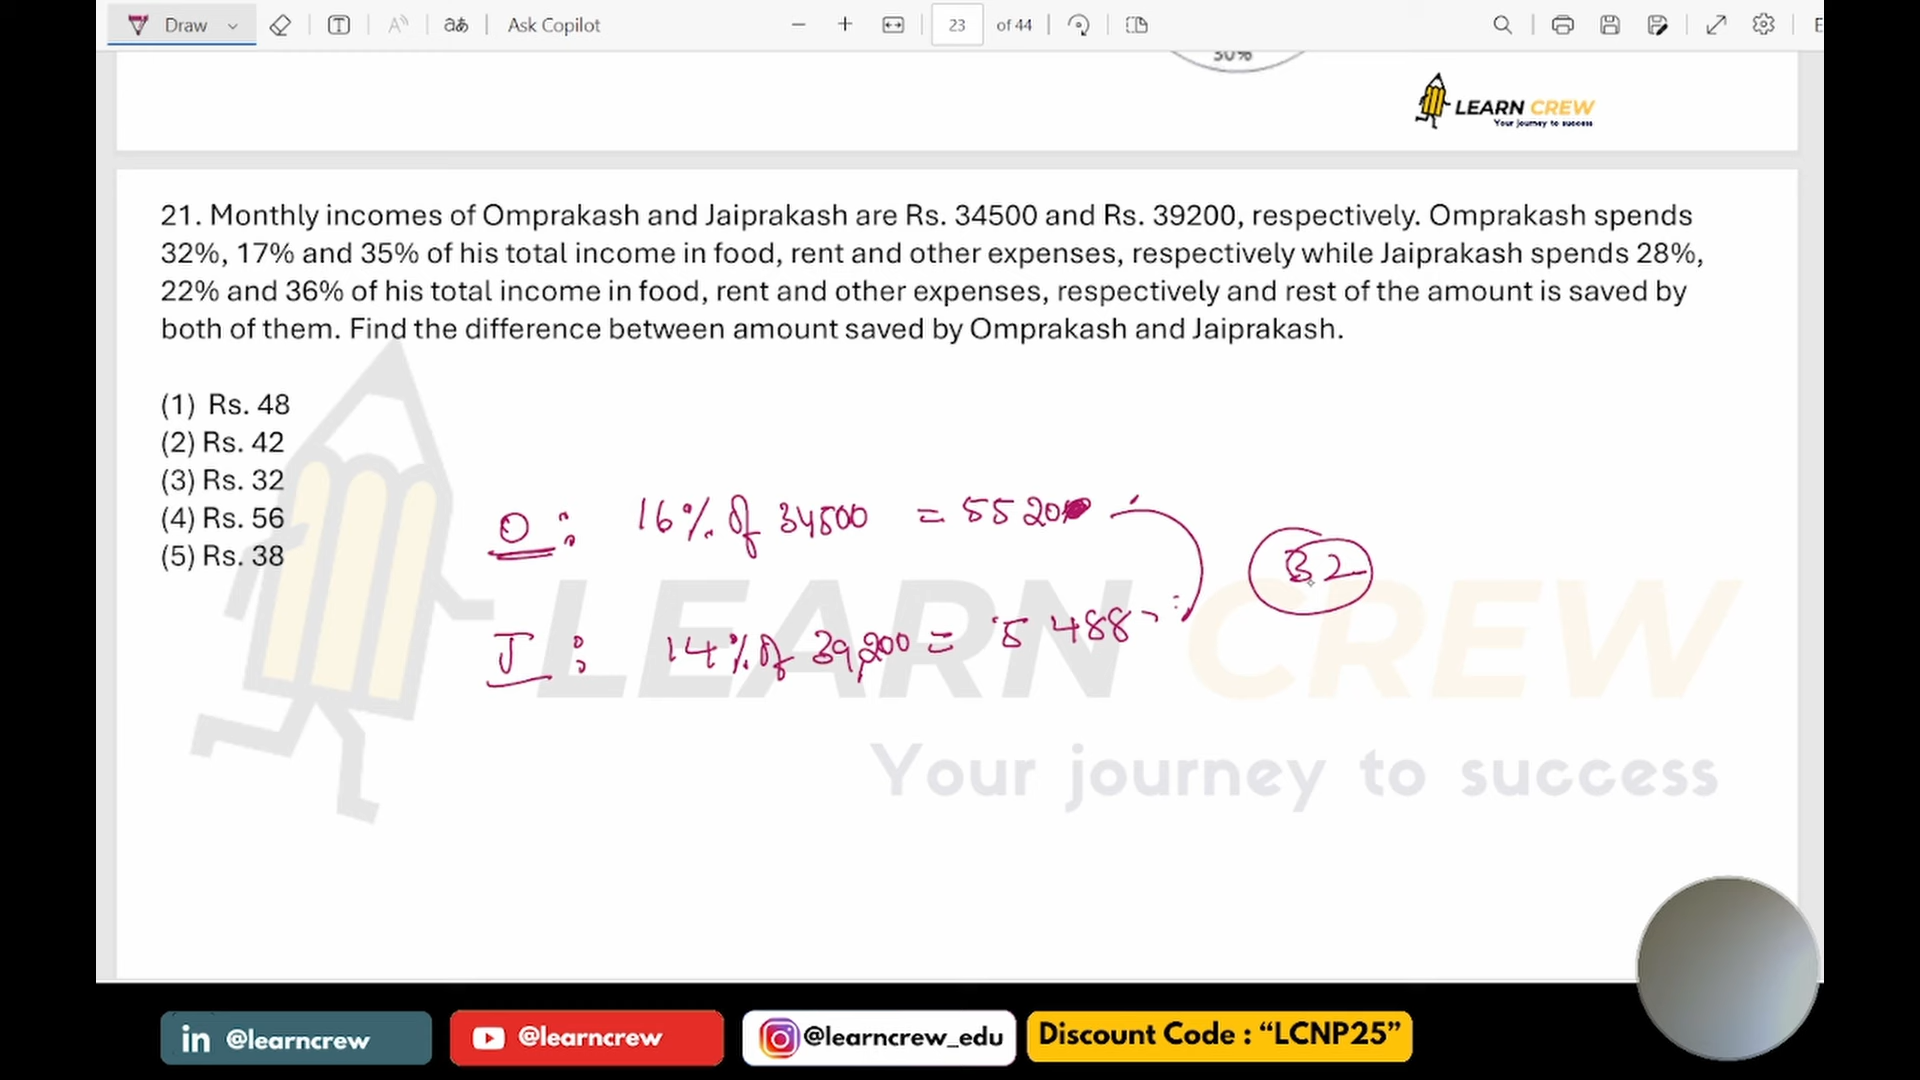 Draw
aあ
Ask Copilot
23 of 44
30%
LEARN CREW
Your journey to success
21. Monthly incomes of Omprakash and Jaiprakash are Rs. 34500 and Rs. 39200, respectively. Omprakash spends
32%, 17% and 35% of his total income in food, rent and other expenses, respectively while Jaiprakash spends 28%,
22% and 36% of his total income in food, rent and other expenses, respectively and rest of the amount is saved by
both of them. Find the difference between amount saved by Omprakash and Jaiprakash.
(1) Rs. 48
(2) Rs. 42
(3) Rs. 32
(4) Rs. 56
(5) Rs. 38
O : 16% of 34500 = 5520
32
J : 14% of 39,200 = 5488
LEARN CREW
Your journey to success
in @learncrew
@learncrew
@learncrew_edu
Discount Code : “LCNP25”